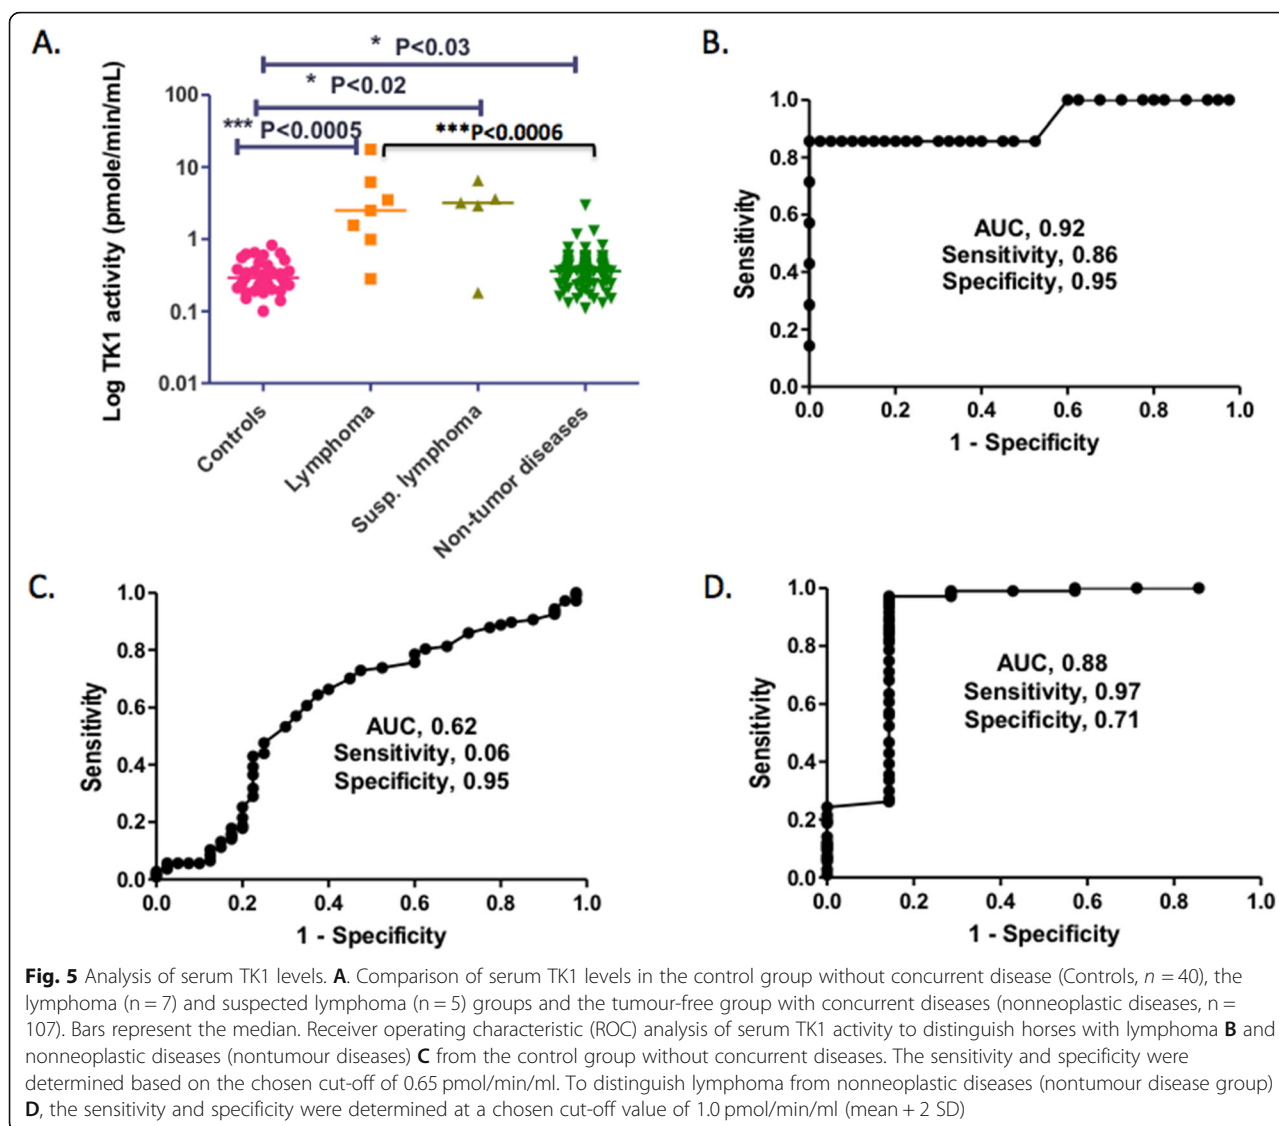 A.
* P<0.03
* P<0.02
*** P<0.0005
***P<0.0006
Log TK1 activity (pmole/min/mL)
100
10
1
0.1
0.01
Controls
Lymphoma
Susp. lymphoma
Non-tumor diseases
B.
Sensitivity
1.0
0.8
0.6
0.4
0.2
0.0
AUC, 0.92
Sensitivity, 0.86
Specificity, 0.95
0.0 0.2 0.4 0.6 0.8 1.0
1 - Specificity
C.
Sensitivity
1.0
0.8
0.6
0.4
0.2
0.0
AUC, 0.62
Sensitivity, 0.06
Specificity, 0.95
0.0 0.2 0.4 0.6 0.8 1.0
1 - Specificity
D.
Sensitivity
1.0
0.8
0.6
0.4
0.2
0.0
AUC, 0.88
Sensitivity, 0.97
Specificity, 0.71
0.0 0.2 0.4 0.6 0.8 1.0
1 - Specificity
Fig. 5 Analysis of serum TK1 levels. A. Comparison of serum TK1 levels in the control group without concurrent disease (Controls, n = 40), the
lymphoma (n = 7) and suspected lymphoma (n = 5) groups and the tumour-free group with concurrent diseases (nonneoplastic diseases, n =
107). Bars represent the median. Receiver operating characteristic (ROC) analysis of serum TK1 activity to distinguish horses with lymphoma B and
nonneoplastic diseases (nontumour diseases) C from the control group without concurrent diseases. The sensitivity and specificity were
determined based on the chosen cut-off of 0.65 pmol/min/ml. To distinguish lymphoma from nonneoplastic diseases (nontumour disease group)
D, the sensitivity and specificity were determined at a chosen cut-off value of 1.0 pmol/min/ml (mean + 2 SD)